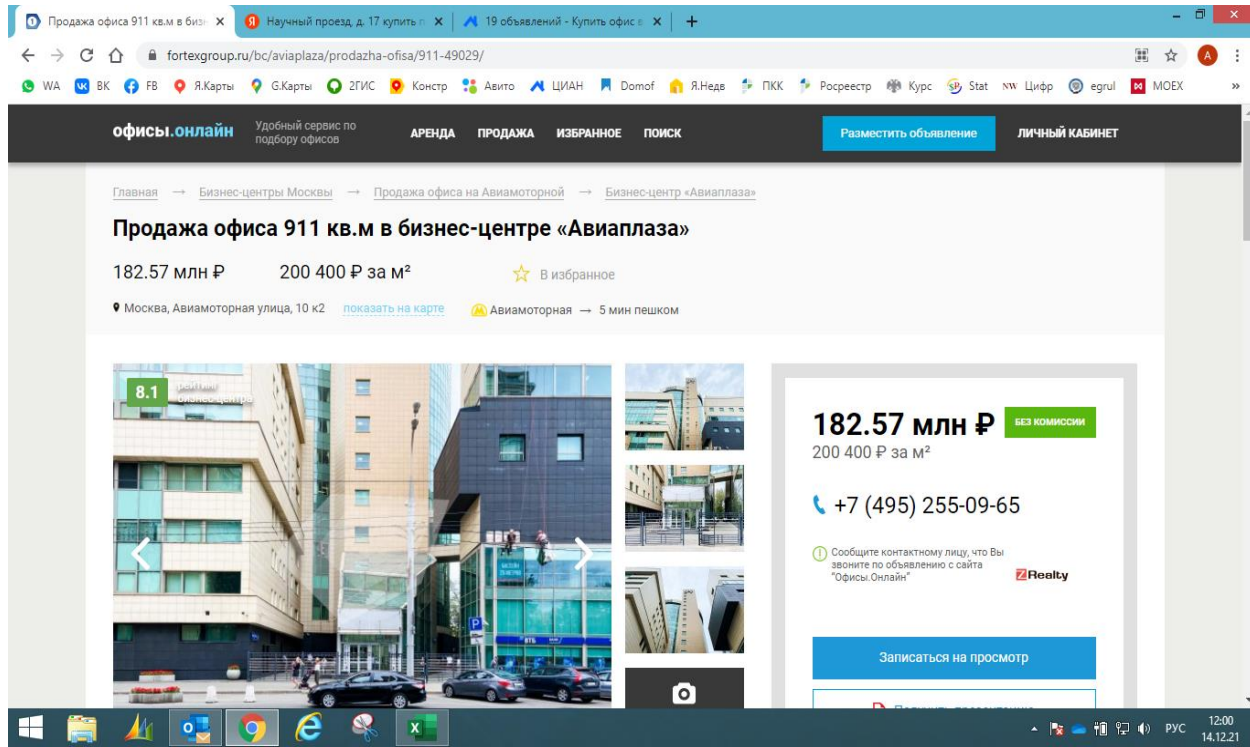 Продажа офиса 911 кв.м в бизн
Научный проезд, д. 17 купить п
19 объявлений - Купить офис в
fortexgroup.ru/bc/aviaplaza/prodazha-ofisa/911-49029/
A
WA
ВК
FB
Я.Карты
G.Карты
2ГИС
Констр
Авито
ЦИАН
Domof
Я.Недв
ПКК
Росреестр
Курс
Stat
NW Цифр
egrul
MOEX
»
офисы.онлайн
Удобный сервис по
подбору офисов
АРЕНДА
ПРОДАЖА
ИЗБРАННОЕ
ПОИСК
Разместить объявление
ЛИЧНЫЙ КАБИНЕТ
Главная → Бизнес-центры Москвы → Продажа офиса на Авиамоторной → Бизнес-центр «Авиаплаза»
Продажа офиса 911 кв.м в бизнес-центре «Авиаплаза»
182.57 млн ₽
200 400 ₽ за м²
В избранное
Москва, Авиамоторная улица, 10 к2
показать на карте
Авиамоторная → 5 мин пешком
8.1
рейтинг
бизнес-центра
P
ВТБ
182.57 млн ₽
БЕЗ КОМИССИИ
200 400 ₽ за м²
+7 (495) 255-09-65
Сообщите контактному лицу, что Вы
звоните по объявлению с сайта
"Офисы.Онлайн"
ZRealty
Записаться на просмотр
Получить презентацию
РУС
12:00
14.12.21